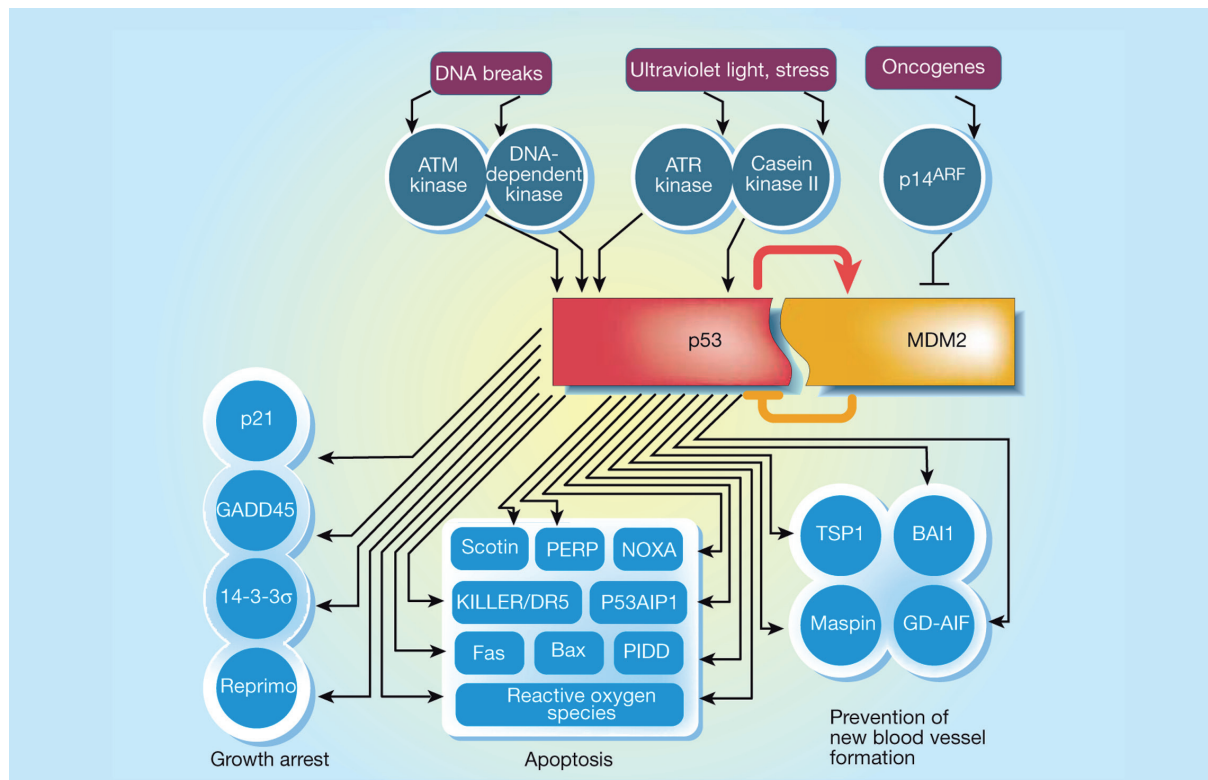 DNA breaks
Ultraviolet light, stress
Oncogenes
ATM
kinase
DNA-
dependent
kinase
ATR
kinase
Casein
kinase II
p14ARF
p53
MDM2
p21
GADD45
14-3-3σ
Reprimo
Growth arrest
Scotin
PERP
NOXA
KILLER/DR5
P53AIP1
Fas
Bax
PIDD
Reactive oxygen
species
Apoptosis
TSP1
BAI1
Maspin
GD-AIF
Prevention of
new blood vessel
formation